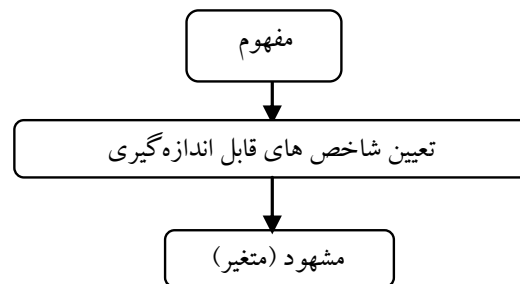 مفهوم
تعیین شاخص های قابل اندازه‌گیری
مشهود (متغیر)